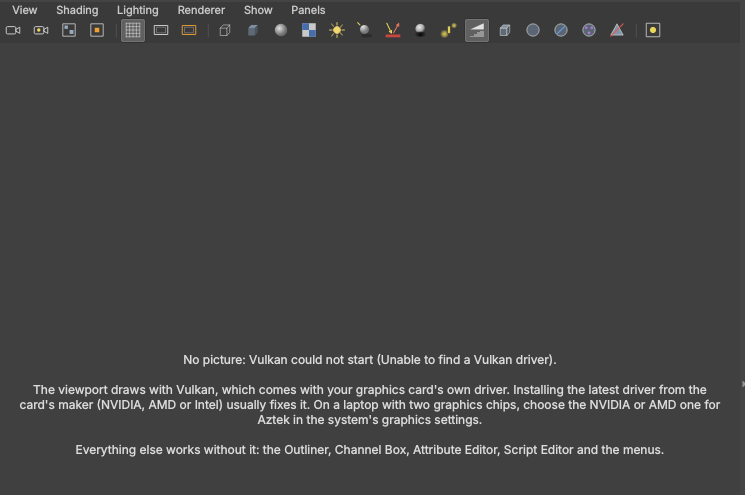 View Shading Lighting Renderer Show Panels
No picture: Vulkan could not start (Unable to find a Vulkan driver).
The viewport draws with Vulkan, which comes with your graphics card's own driver. Installing the latest driver from the
card's maker (NVIDIA, AMD or Intel) usually fixes it. On a laptop with two graphics chips, choose the NVIDIA or AMD one for
Aztek in the system's graphics settings.
Everything else works without it: the Outliner, Channel Box, Attribute Editor, Script Editor and the menus.